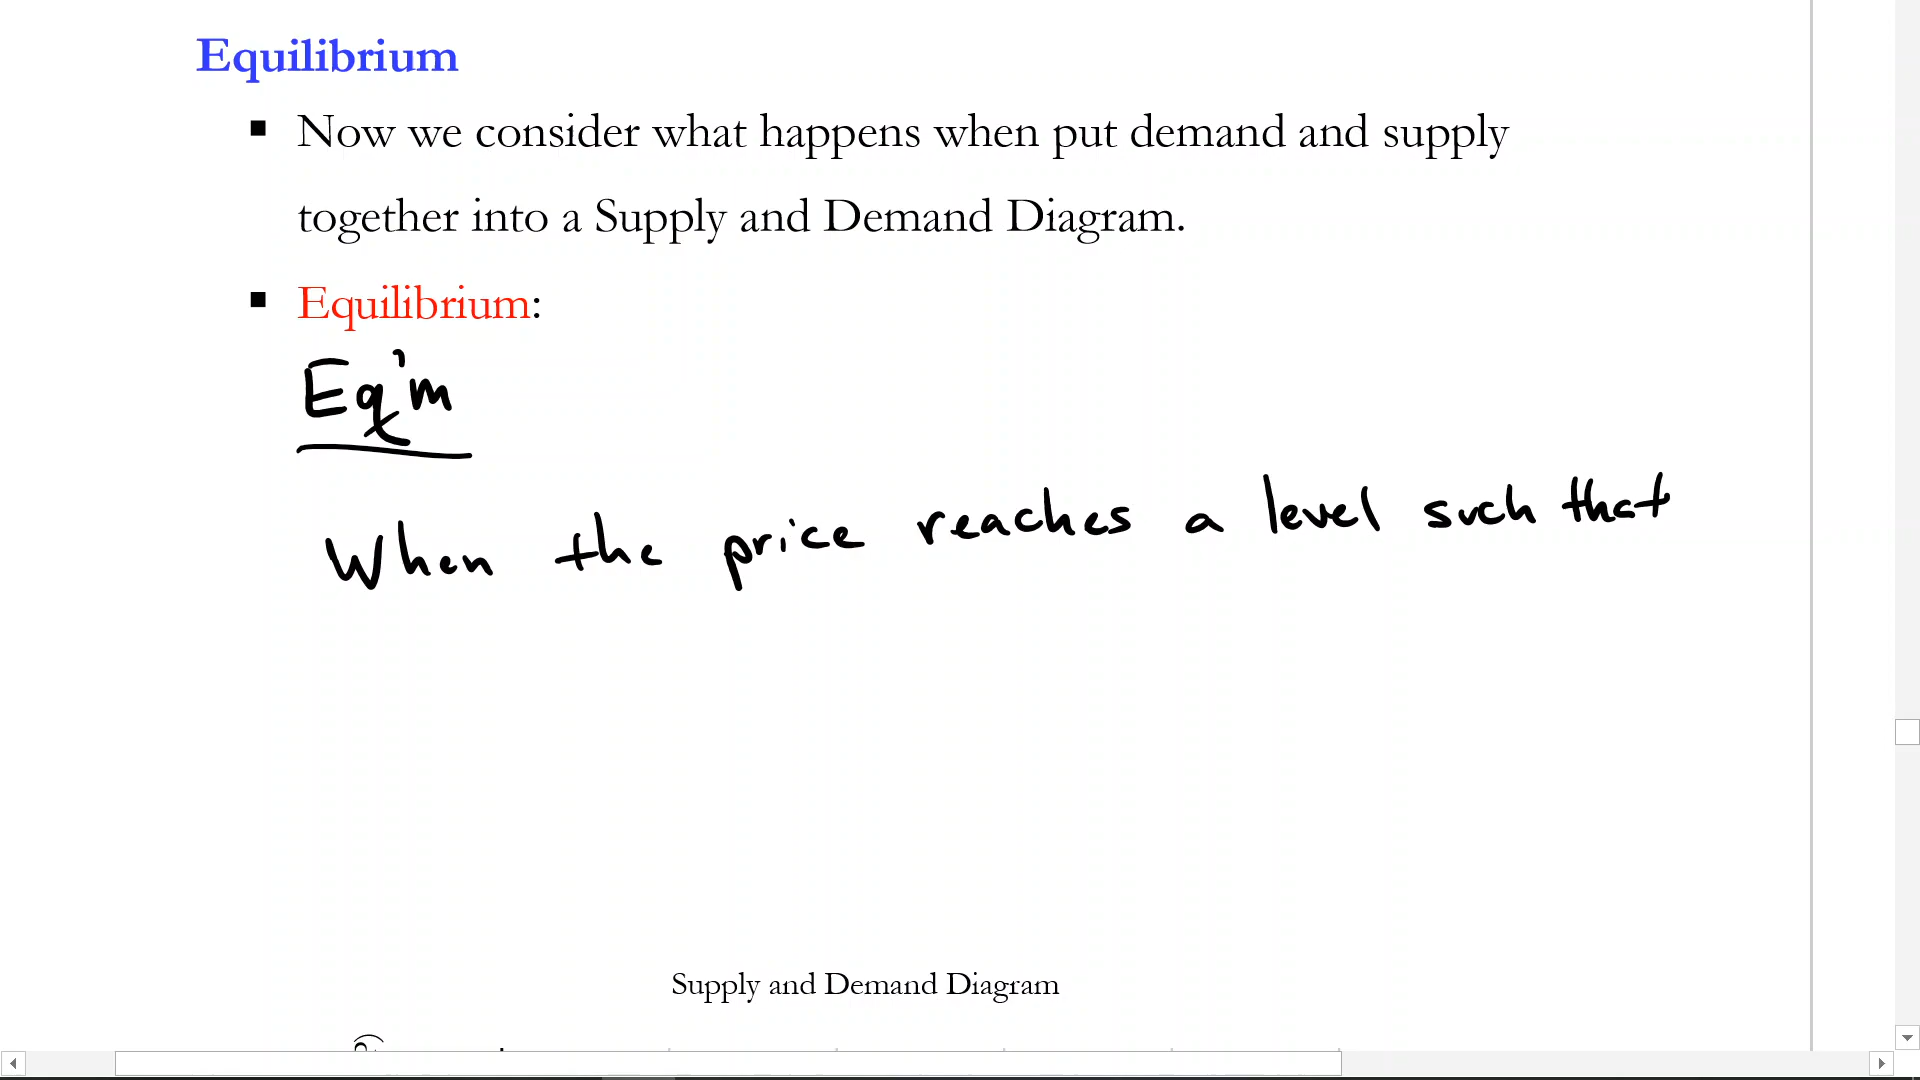 Equilibrium
▪ Now we consider what happens when put demand and supply
together into a Supply and Demand Diagram.
▪ Equilibrium:
Eq'm
When the price reaches a level such that
Supply and Demand Diagram